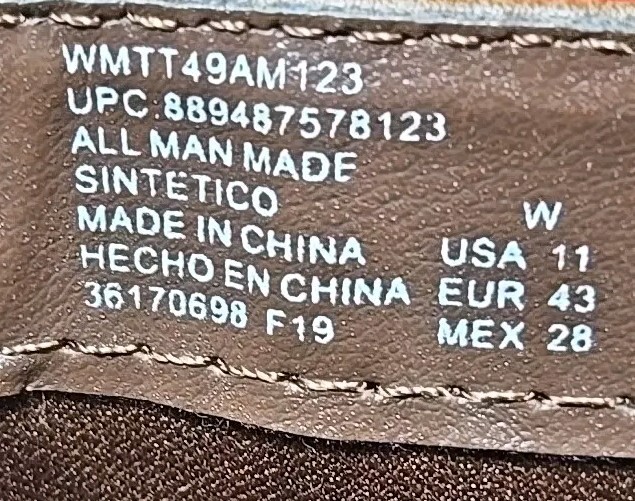 WMTT49AM123
UPC:889487578123
ALL MAN MADE
SINTETICO
MADE IN CHINA
HECHO EN CHINA
36170698 F19
W
USA 11
EUR 43
MEX 28